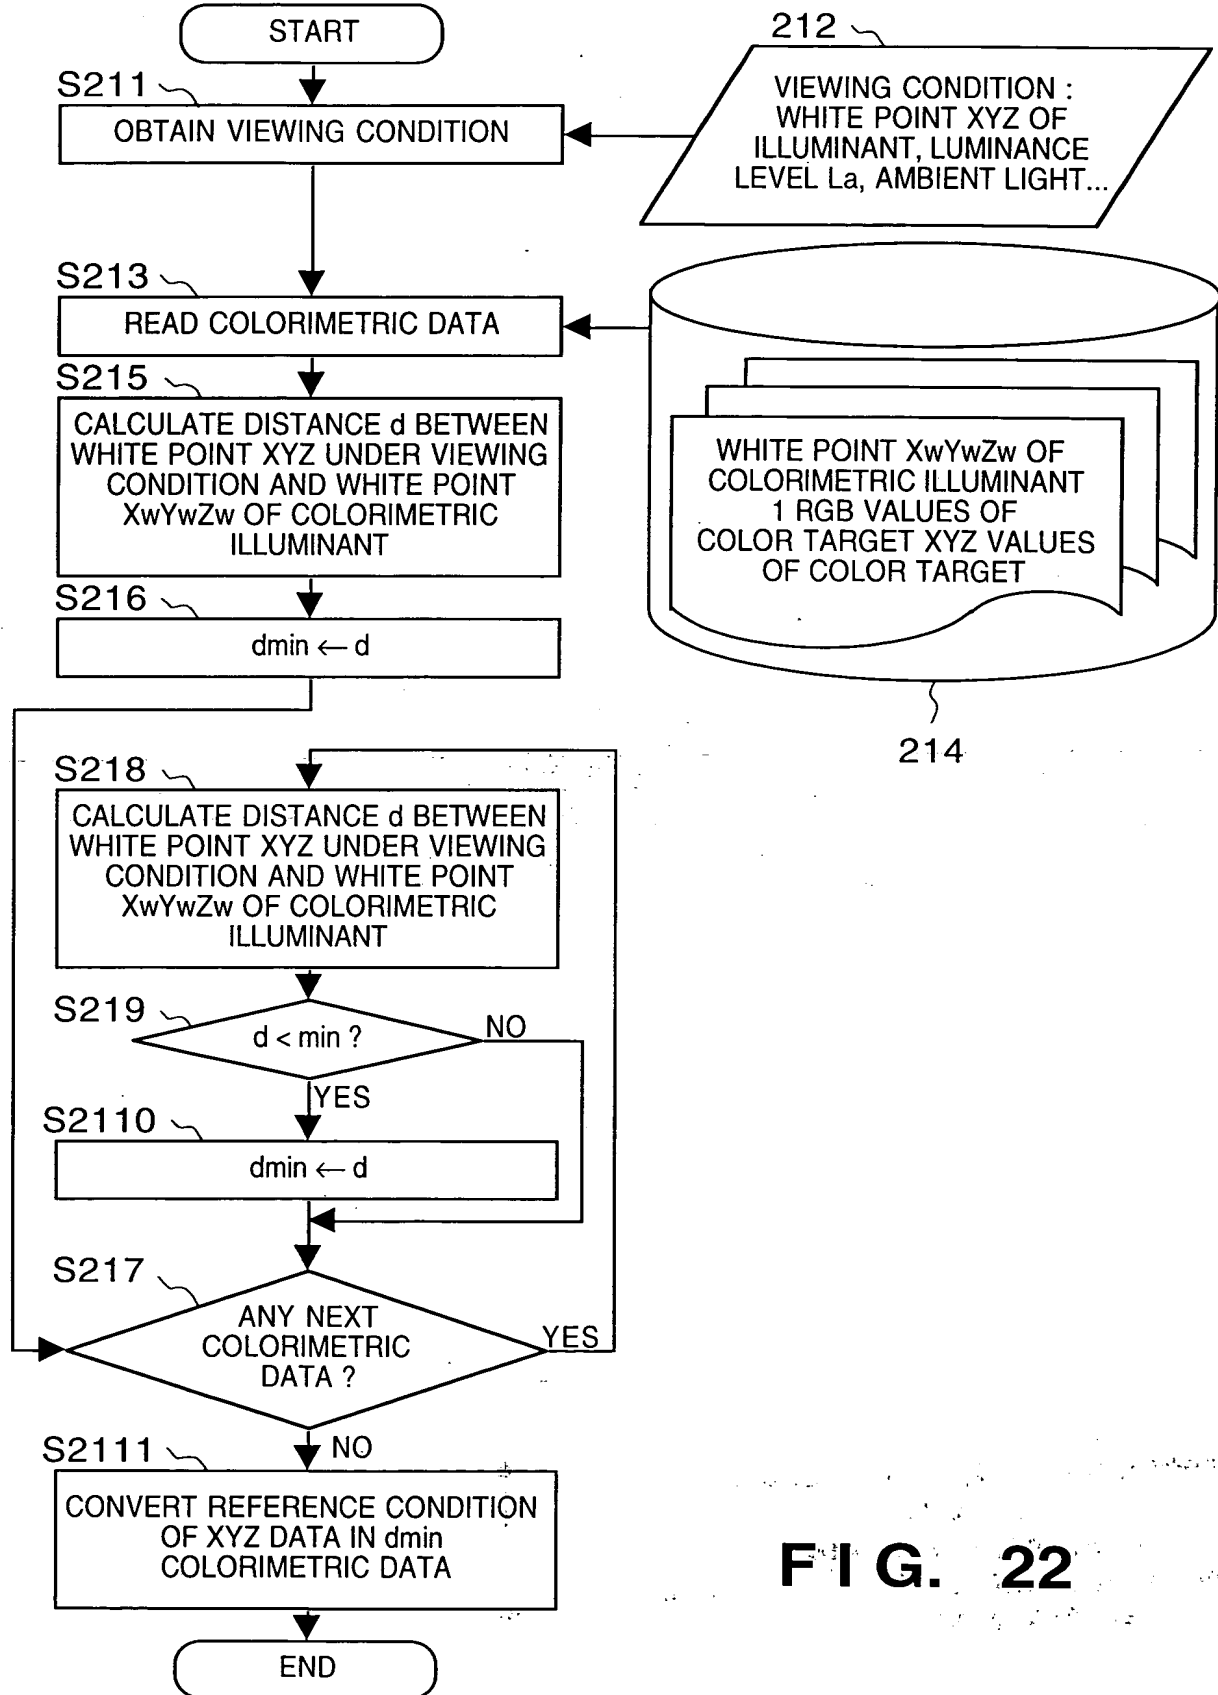 START
212
VIEWING CONDITION :
WHITE POINT XYZ OF
ILLUMINANT, LUMINANCE
LEVEL La, AMBIENT LIGHT...
S211
OBTAIN VIEWING CONDITION
S213
READ COLORIMETRIC DATA
WHITE POINT XwYwZw OF
COLORIMETRIC ILLUMINANT
1 RGB VALUES OF
COLOR TARGET XYZ VALUES
OF COLOR TARGET
214
S215
CALCULATE DISTANCE d BETWEEN
WHITE POINT XYZ UNDER VIEWING
CONDITION AND WHITE POINT
XwYwZw OF COLORIMETRIC
ILLUMINANT
S216
dmin ← d
S218
CALCULATE DISTANCE d BETWEEN
WHITE POINT XYZ UNDER VIEWING
CONDITION AND WHITE POINT
XwYwZw OF COLORIMETRIC
ILLUMINANT
S219
d < min ?
NO
YES
S2110
dmin ← d
S217
ANY NEXT
COLORIMETRIC
DATA ?
YES
NO
S2111
CONVERT REFERENCE CONDITION
OF XYZ DATA IN dmin
COLORIMETRIC DATA
END
FIG. 22